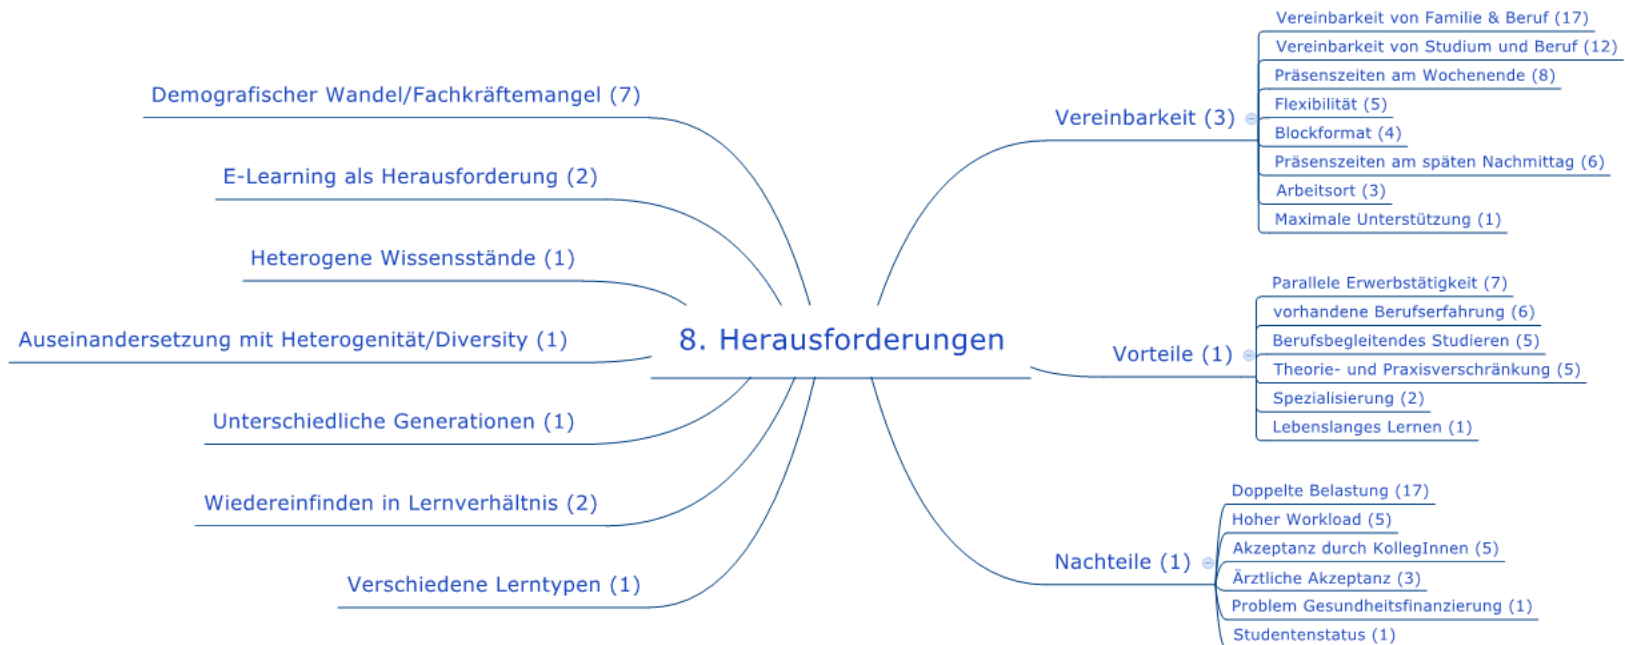 Demografischer Wandel/Fachkräftemangel (7)
E-Learning als Herausforderung (2)
Heterogene Wissensstände (1)
Auseinandersetzung mit Heterogenität/Diversity (1)
Unterschiedliche Generationen (1)
Wiedereinfinden in Lernverhältnis (2)
Verschiedene Lerntypen (1)
8. Herausforderungen
Vereinbarkeit (3)
Vereinbarkeit von Familie & Beruf (17)
Vereinbarkeit von Studium und Beruf (12)
Präsenszeiten am Wochenende (8)
Flexibilität (5)
Blockformat (4)
Präsenszeiten am späten Nachmittag (6)
Arbeitsort (3)
Maximale Unterstützung (1)
Vorteile (1)
Parallele Erwerbstätigkeit (7)
vorhandene Berufserfahrung (6)
Berufsbegleitendes Studieren (5)
Theorie- und Praxisverschränkung (5)
Spezialisierung (2)
Lebenslanges Lernen (1)
Nachteile (1)
Doppelte Belastung (17)
Hoher Workload (5)
Akzeptanz durch KollegInnen (5)
Ärztliche Akzeptanz (3)
Problem Gesundheitsfinanzierung (1)
Studentenstatus (1)